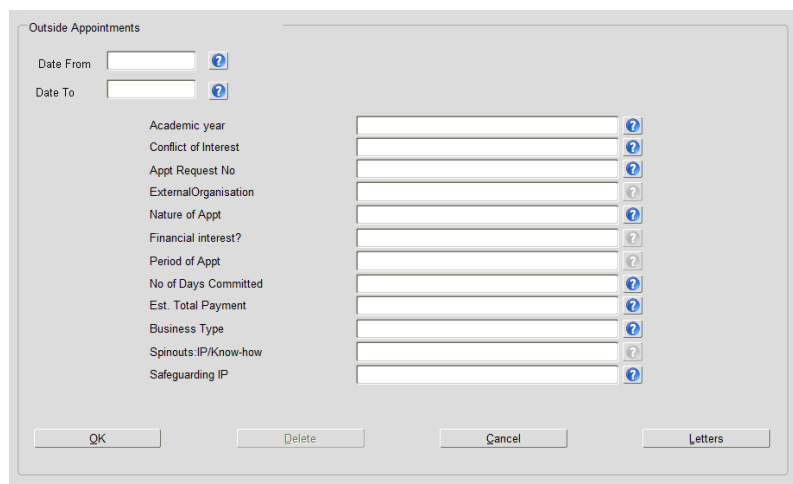 Outside Appointments
Date From
Date To
Academic year
Conflict of Interest
Appt Request No
ExternalOrganisation
Nature of Appt
Financial interest?
Period of Appt
No of Days Committed
Est. Total Payment
Business Type
Spinouts:IP/Know-how
Safeguarding IP
OK Delete Cancel Letters